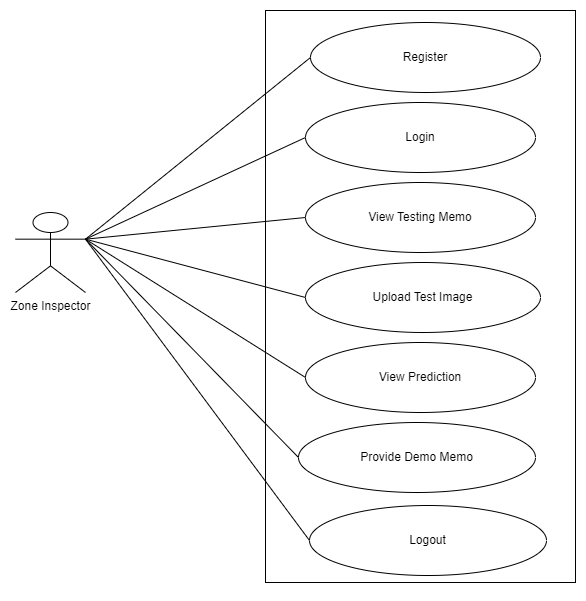 Register
Login
View Testing Memo
Upload Test Image
Zone Inspector
View Prediction
Provide Demo Memo
Logout